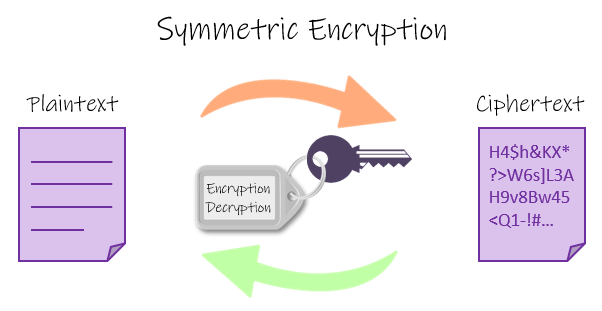 Symmetric Encryption
Plaintext
Ciphertext
Encryption
Decryption
H4$h&KX*
?>W6s]L3A
H9v8Bw45
<Q1-!#...